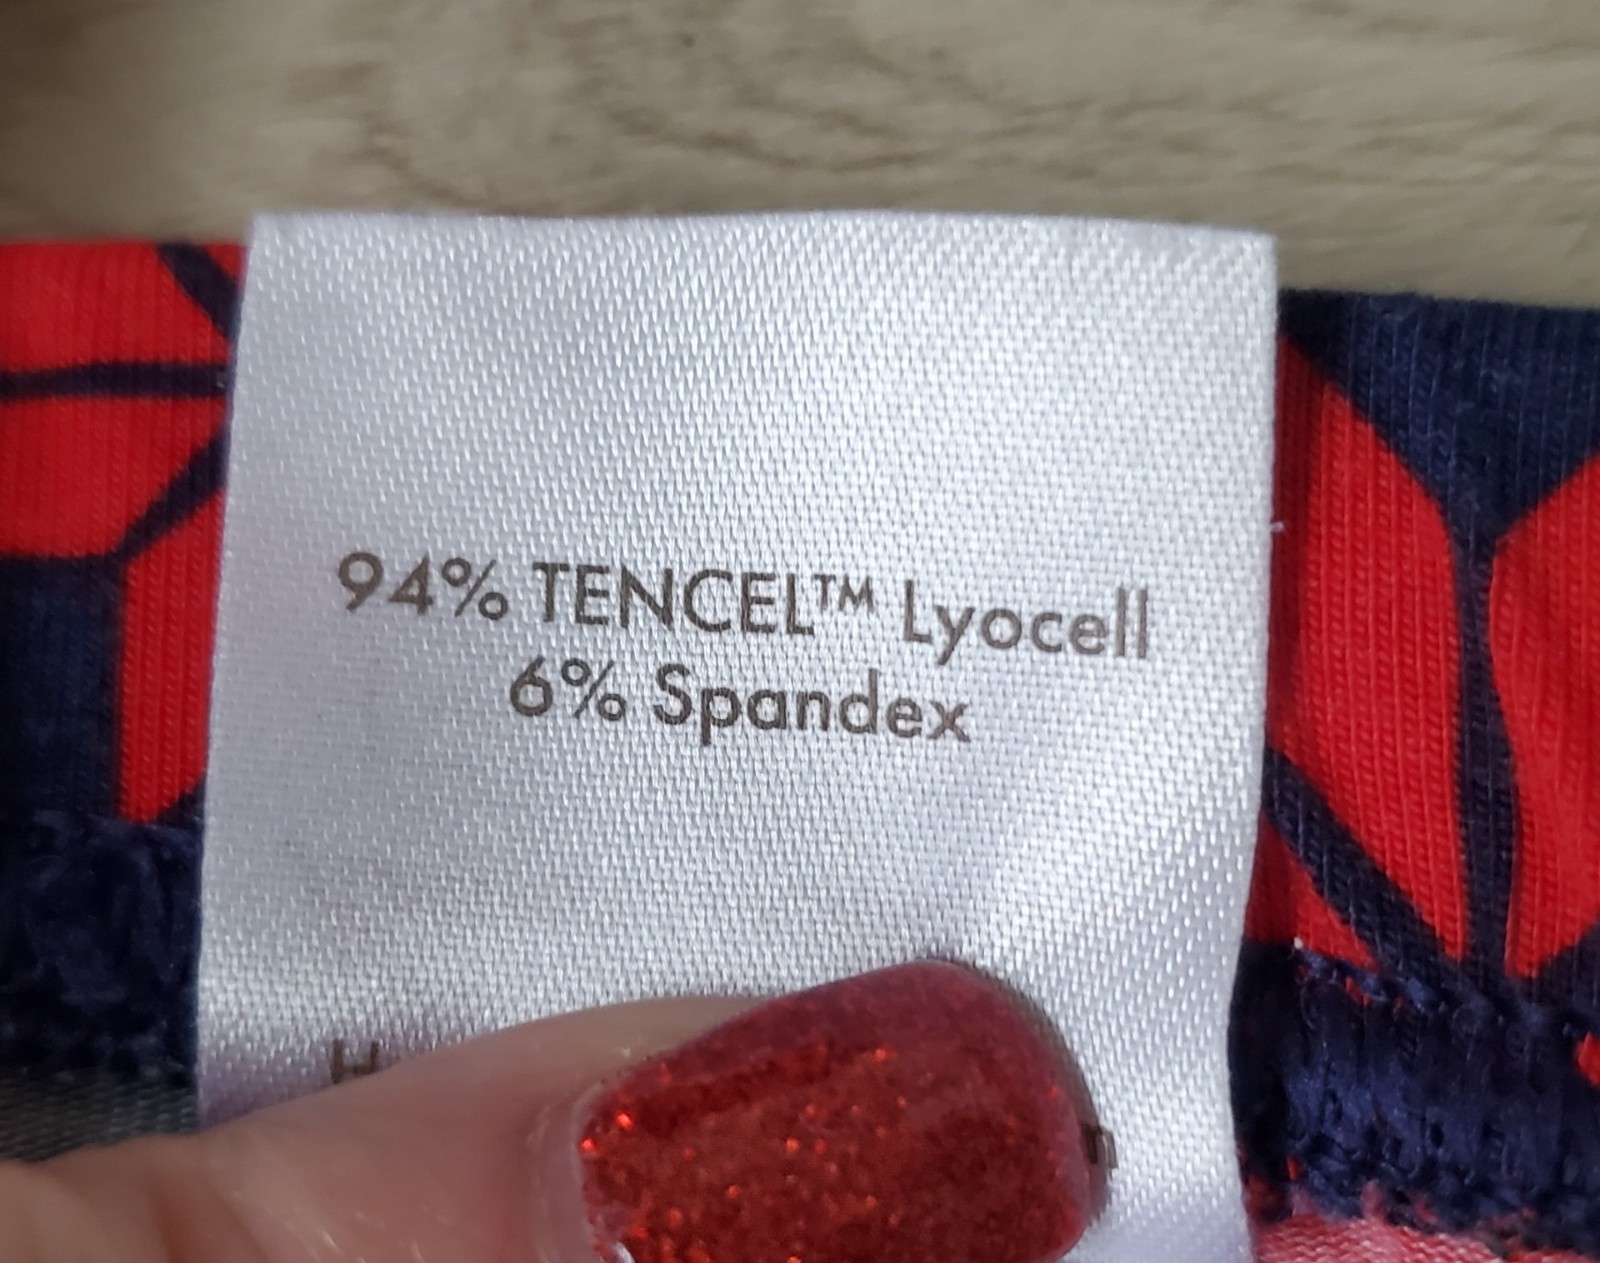 94% TENCEL™ Lyocell
6% Spandex